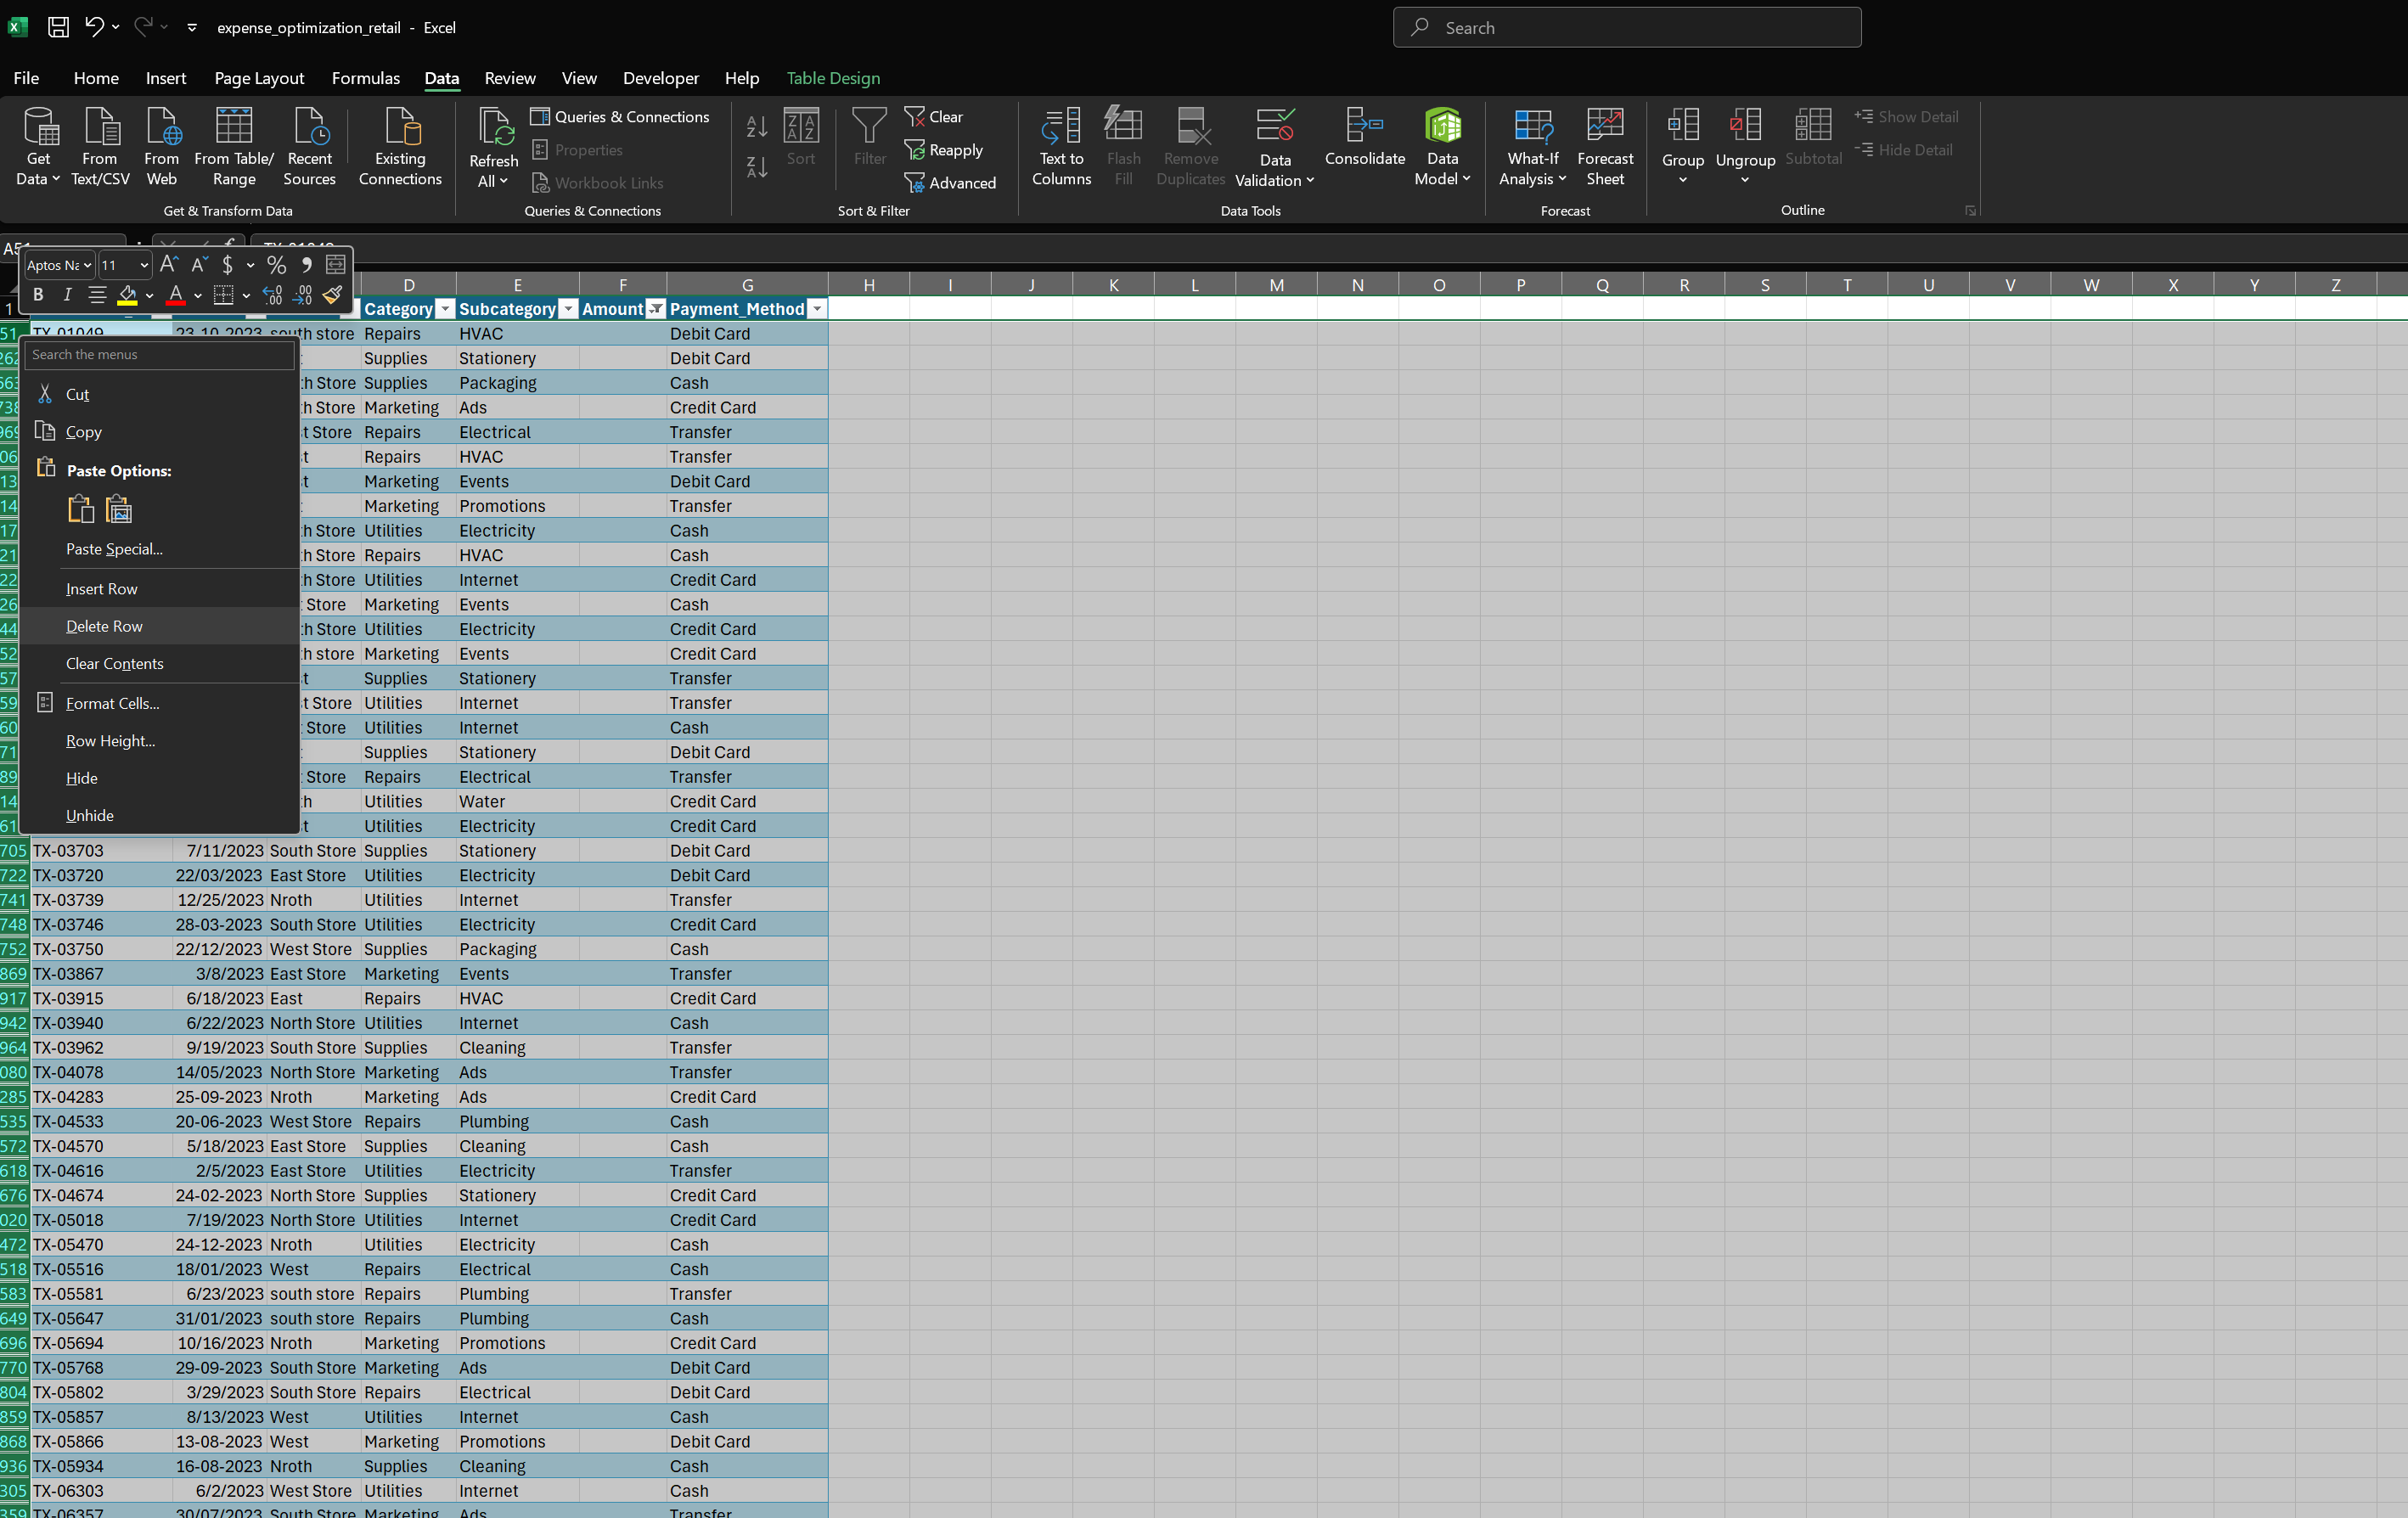 expense_optimization_retail - Excel
Search
File Home Insert Page Layout Formulas Data Review View Developer Help Table Design
Get Data
From Text/CSV
From Web
From Table/ Range
Recent Sources
Existing Connections
Get & Transform Data
Refresh All
Queries & Connections
Properties
Workbook Links
Queries & Connections
Sort
Filter
Clear
Reapply
Advanced
Sort & Filter
Text to Columns
Flash Fill
Remove Duplicates
Data Validation
Consolidate
Data Model
Data Tools
What-If Analysis
Forecast Sheet
Forecast
Group
Ungroup
Subtotal
Show Detail
Hide Detail
Outline
Aptos Na 11
B I
D E F G H I J K L M N O P Q R S T U V W X Y Z
1 Category Subcategory Amount Payment_Method
51 TX-01049 23-10-2023 south store Repairs HVAC Debit Card
Supplies Stationery Debit Card
Store Supplies Packaging Cash
Store Marketing Ads Credit Card
Store Repairs Electrical Transfer
Repairs HVAC Transfer
Marketing Events Debit Card
Marketing Promotions Transfer
Store Utilities Electricity Cash
Store Repairs HVAC Cash
Store Utilities Internet Credit Card
Store Marketing Events Cash
Store Utilities Electricity Credit Card
store Marketing Events Credit Card
Supplies Stationery Transfer
Store Utilities Internet Transfer
Store Utilities Internet Cash
Supplies Stationery Debit Card
Store Repairs Electrical Transfer
Utilities Water Credit Card
Utilities Electricity Credit Card
Search the menus
Cut
Copy
Paste Options:
Paste Special...
Insert Row
Delete Row
Clear Contents
Format Cells...
Row Height...
Hide
Unhide
705 TX-03703 7/11/2023 South Store Supplies Stationery Debit Card
722 TX-03720 22/03/2023 East Store Utilities Electricity Debit Card
741 TX-03739 12/25/2023 Nroth Utilities Internet Transfer
748 TX-03746 28-03-2023 South Store Utilities Electricity Credit Card
752 TX-03750 22/12/2023 West Store Supplies Packaging Cash
869 TX-03867 3/8/2023 East Store Marketing Events Transfer
917 TX-03915 6/18/2023 East Repairs HVAC Credit Card
942 TX-03940 6/22/2023 North Store Utilities Internet Cash
964 TX-03962 9/19/2023 South Store Supplies Cleaning Transfer
080 TX-04078 14/05/2023 North Store Marketing Ads Transfer
285 TX-04283 25-09-2023 Nroth Marketing Ads Credit Card
535 TX-04533 20-06-2023 West Store Repairs Plumbing Cash
572 TX-04570 5/18/2023 East Store Supplies Cleaning Cash
618 TX-04616 2/5/2023 East Store Utilities Electricity Transfer
676 TX-04674 24-02-2023 North Store Supplies Stationery Credit Card
020 TX-05018 7/19/2023 North Store Utilities Internet Credit Card
472 TX-05470 24-12-2023 Nroth Utilities Electricity Cash
518 TX-05516 18/01/2023 West Repairs Electrical Cash
583 TX-05581 6/23/2023 south store Repairs Plumbing Transfer
649 TX-05647 31/01/2023 south store Repairs Plumbing Cash
696 TX-05694 10/16/2023 Nroth Marketing Promotions Credit Card
770 TX-05768 29-09-2023 South Store Marketing Ads Debit Card
804 TX-05802 3/29/2023 South Store Repairs Electrical Debit Card
859 TX-05857 8/13/2023 West Utilities Internet Cash
868 TX-05866 13-08-2023 West Marketing Promotions Debit Card
936 TX-05934 16-08-2023 Nroth Supplies Cleaning Cash
305 TX-06303 6/2/2023 West Store Utilities Internet Cash
359 TX-06357 30/07/2023 South Store Marketing Ads Transfer